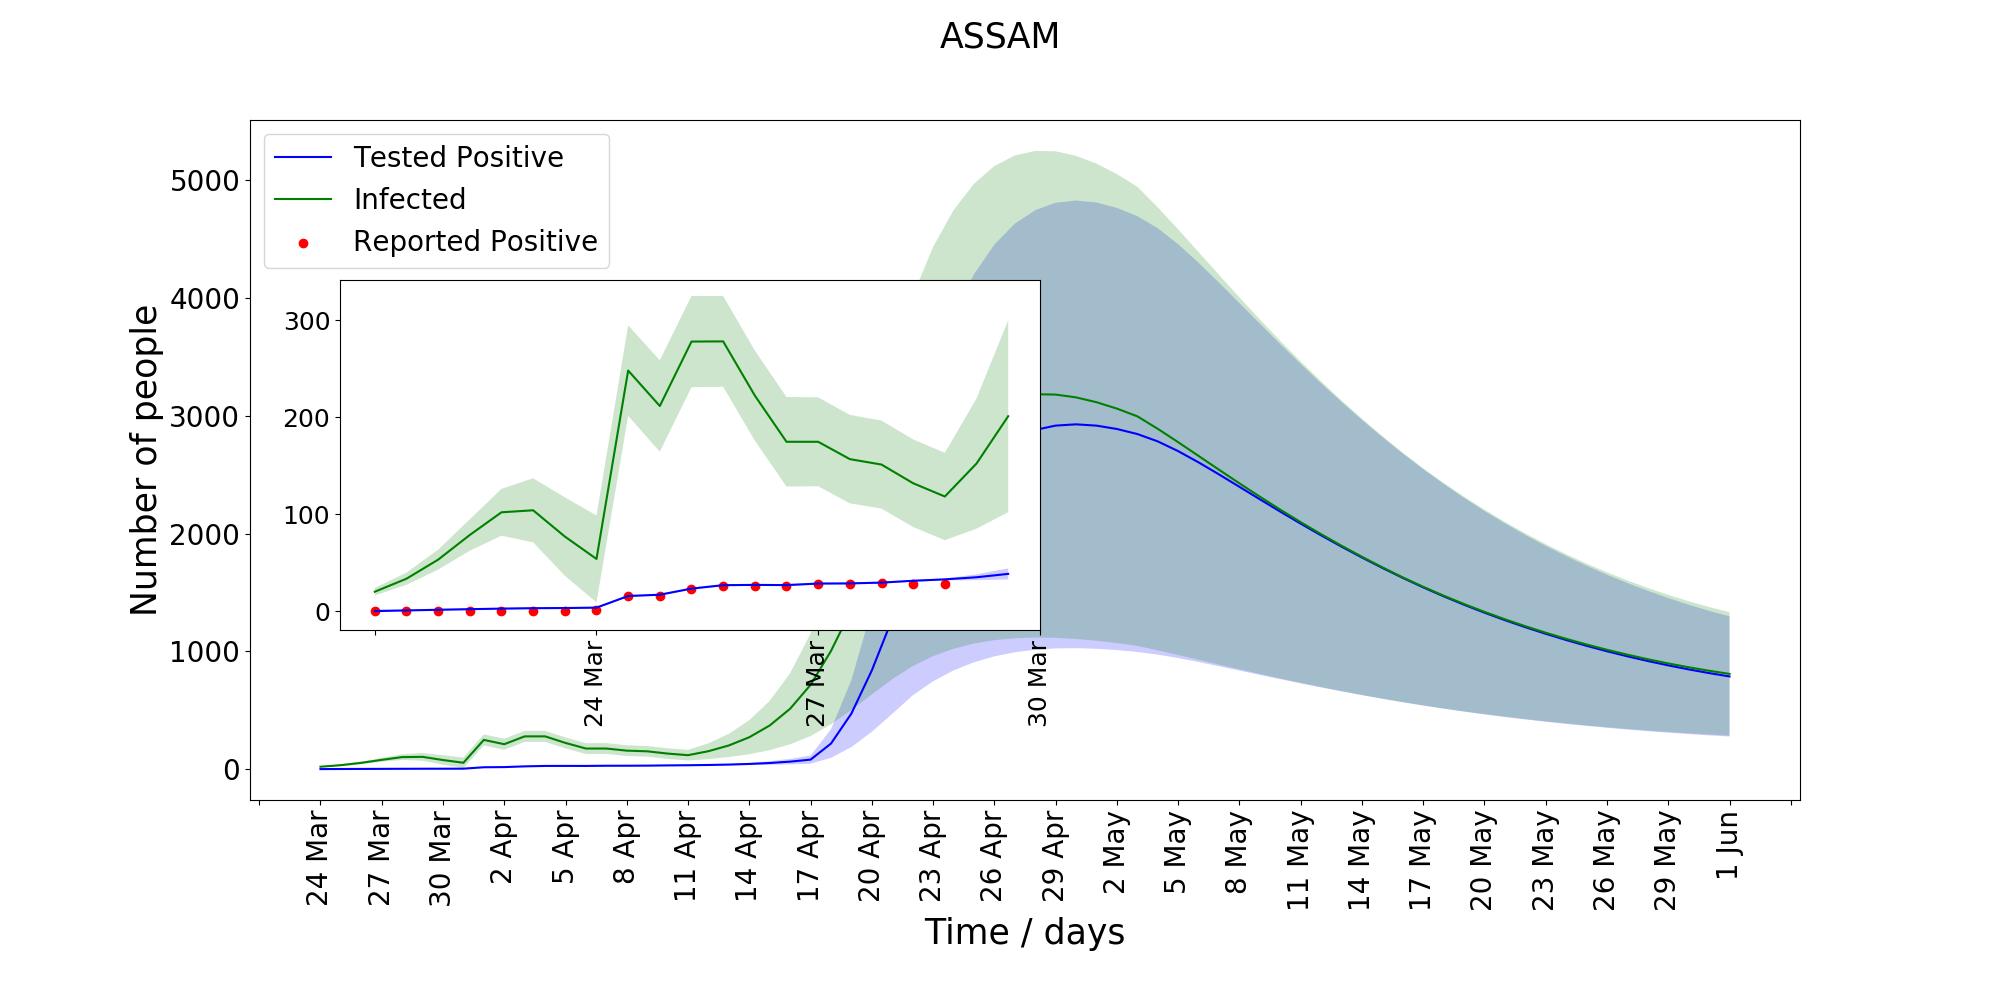 ASSAM
Tested Positive
Infected
Reported Positive
Number of people
5000
4000
3000
2000
1000
0
300
200
100
0
24 Mar
27 Mar
30 Mar
24 Mar
27 Mar
30 Mar
2 Apr
5 Apr
8 Apr
11 Apr
14 Apr
17 Apr
20 Apr
23 Apr
26 Apr
29 Apr
2 May
5 May
8 May
11 May
14 May
17 May
20 May
23 May
26 May
29 May
1 Jun
Time / days